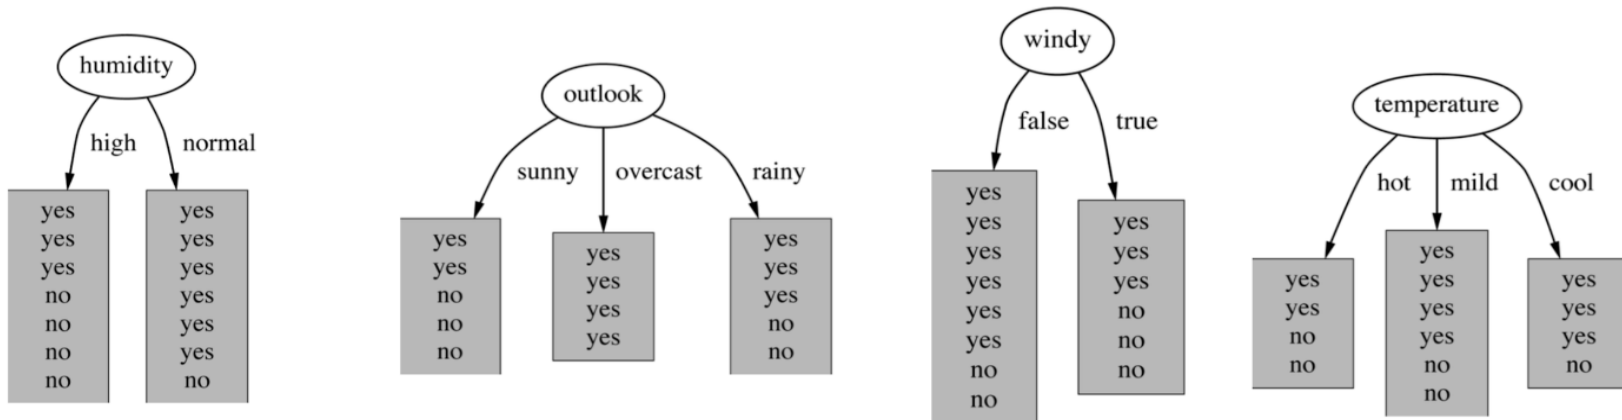 humidity
high normal
yes
yes
yes
no
no
no
no
yes
yes
yes
yes
yes
yes
no
outlook
sunny overcast rainy
yes
yes
no
no
no
yes
yes
yes
yes
yes
yes
yes
no
no
windy
false true
yes
yes
yes
yes
yes
yes
no
no
yes
yes
yes
no
no
no
temperature
hot mild cool
yes
yes
no
no
yes
yes
yes
yes
no
no
yes
yes
yes
no